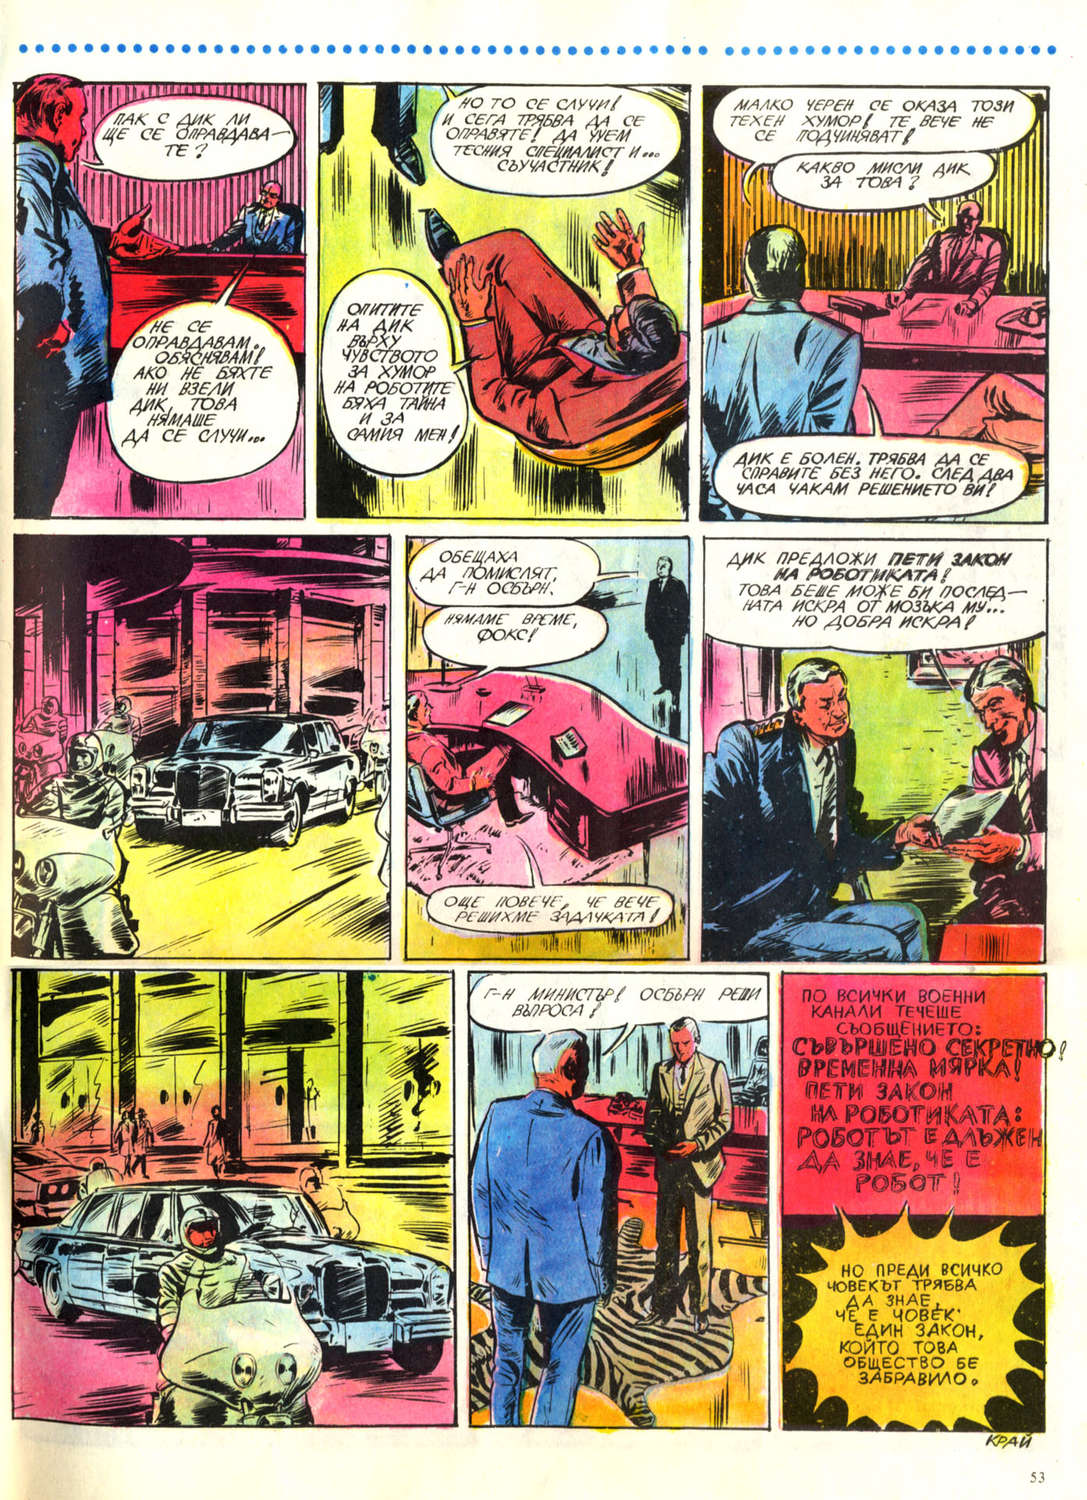 ПАК С ДИК ЛИ
ЩЕ СЕ ОПРАВДАВА–
ТЕ?
НЕ СЕ
ОПРАВДАВАМ.
ОБЯСНЯВАМ!
АКО НЕ БЯХТЕ
НИ ВЗЕЛИ
ДИК, ТОВА
НЯМАШЕ
ДА СЕ СЛУЧИ...
НО ТО СЕ СЛУЧИ!
И СЕГА ТРЯБВА ДА СЕ
ОПРАВЯТЕ! ДА УЧЕМ
ТЕСНИЯ СПЕЦИАЛИСТ И...
СЪУЧАСТНИК!
ОПИТИТЕ
НА ДИК
ВЪРХУ
ЧУВСТВОТО
ЗА ХУМОР
НА РОБОТИТЕ
БЯХА ТАЙНА
И ЗА
САМИЯ МЕН!
МАЛКО ЧЕРЕН СЕ ОКАЗА ТОЗИ
ТЕХЕН ХУМОР! ТЕ ВЕЧЕ НЕ
СЕ ПОДЧИНЯВАТ!
КАКВО МИСЛИ ДИК
ЗА ТОВА?
ДИК Е БОЛЕН. ТРЯБВА ДА СЕ
СПРАВИТЕ БЕЗ НЕГО. СЛЕД ДВА
ЧАСА ЧАКАМ РЕШЕНИЕТО ВИ!
ОБЕЩАХА
ДА ПОМИСЛЯТ,
Г-Н ОСБЪРН.
НЯМАМЕ ВРЕМЕ,
ФОКС!
ОЩЕ ПОВЕЧЕ, ЧЕ ВЕЧЕ
РЕШИХМЕ ЗАДАЧКАТА!
ДИК ПРЕДЛОЖИ ПЕТИ ЗАКОН
НА РОБОТИКАТА!
ТОВА БЕШЕ МОЖЕ БИ ПОСЛЕД–
НАТА ИСКРА ОТ МОЗЪКА МУ...
НО ДОБРА ИСКРА!
Г-Н МИНИСТЪР! ОСБЪРН РЕШИ
ВЪПРОСА!
ПО ВСИЧКИ ВОЕННИ
КАНАЛИ ТЕЧЕШЕ
СЪОБЩЕНИЕТО:
СЪВЪРШЕНО СЕКРЕТНО!
ВРЕМЕННА МЯРКА!
ПЕТИ ЗАКОН
НА РОБОТИКАТА:
РОБОТЪТ Е ДЛЪЖЕН
ДА ЗНАЕ, ЧЕ Е
РОБОТ!
НО ПРЕДИ ВСИЧКО
ЧОВЕКЪТ ТРЯБВА
ДА ЗНАЕ,
ЧЕ Е ЧОВЕК.
ЕДИН ЗАКОН,
КОЙТО ТОВА
ОБЩЕСТВО БЕ
ЗАБРАВИЛО.
КРАЙ
53